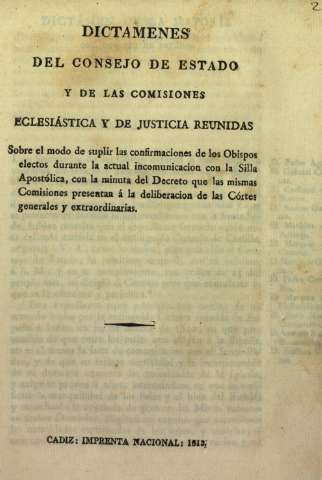 2
DICTAMENES
DEL CONSEJO DE ESTADO
Y DE LAS COMISIONES
ECLESIÁSTICA Y DE JUSTICIA REUNIDAS
Sobre el modo de suplir las confirmaciones de los Obispos
electos durante la actual incomunicacion con la Silla
Apostólica, con la minuta del Decreto que las mismas
Comisiones presentan á la deliberacion de las Córtes
generales y extraordinarias.
CADIZ: IMPRENTA NACIONAL: 1813.